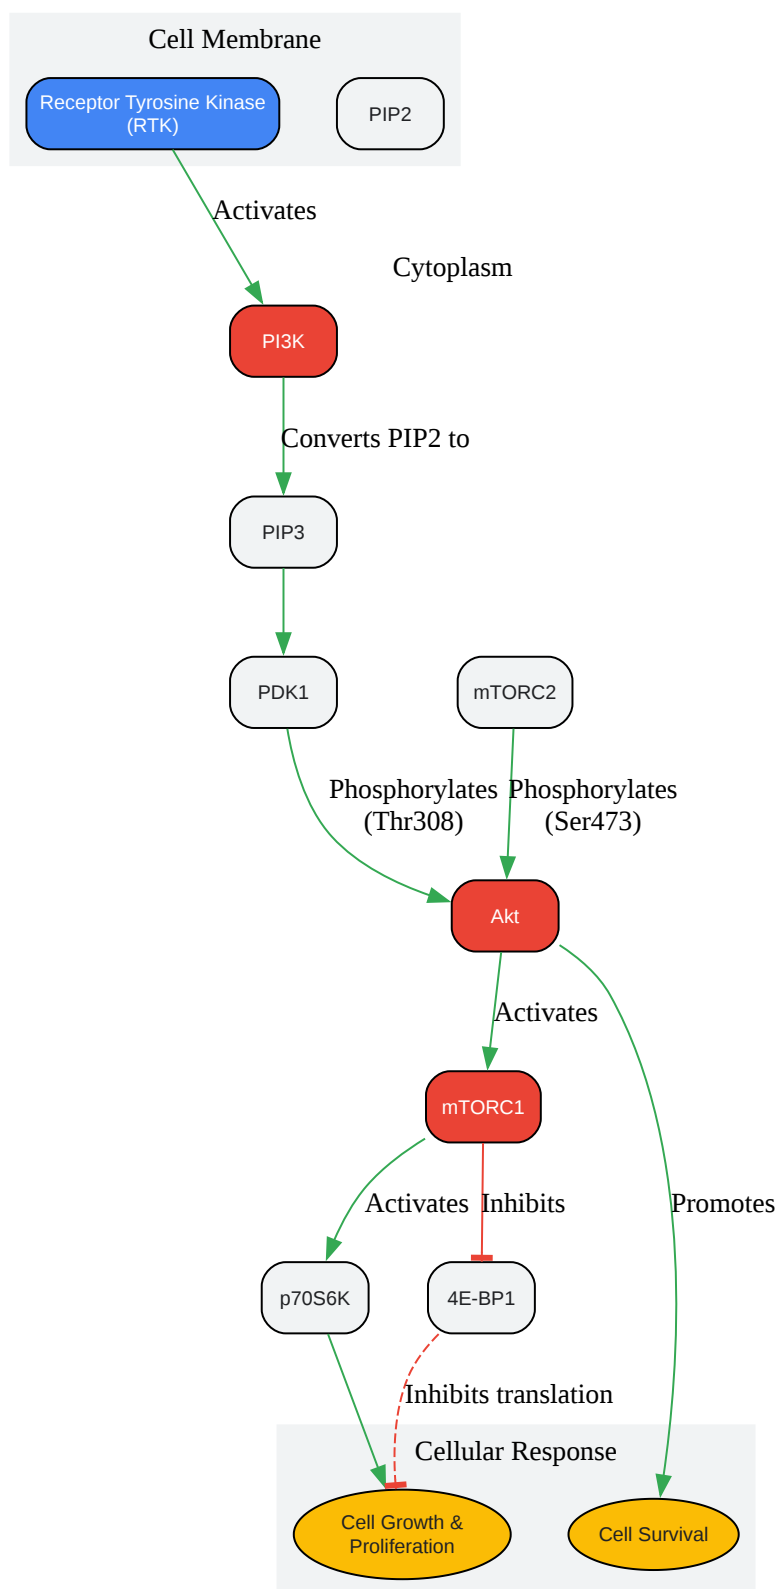 Cell Membrane
Receptor Tyrosine Kinase
(RTK)
PIP2
Activates
Cytoplasm
PI3K
Converts PIP2 to
PIP3
PDK1
mTORC2
Phosphorylates
(Thr308)
Phosphorylates
(Ser473)
Akt
Activates
mTORC1
Activates
Inhibits
Promotes
p70S6K
4E-BP1
Inhibits translation
Cellular Response
Cell Growth &
Proliferation
Cell Survival